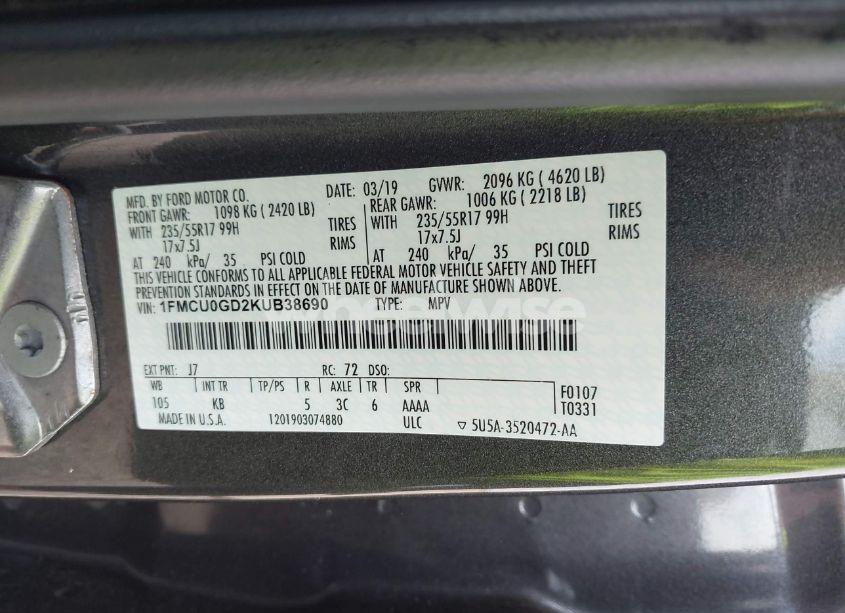 MFD. BY FORD MOTOR CO. DATE: 03/19 GVWR: 2096 KG ( 4620 LB)
FRONT GAWR: 1098 KG ( 2420 LB) REAR GAWR: 1006 KG ( 2218 LB)
WITH 235/55R17 99H TIRES WITH 235/55R17 99H TIRES
17x7.5J RIMS 17x7.5J RIMS
AT 240 kPa/ 35 PSI COLD AT 240 kPa/ 35 PSI COLD
THIS VEHICLE CONFORMS TO ALL APPLICABLE FEDERAL MOTOR VEHICLE SAFETY AND THEFT
PREVENTION STANDARDS IN EFFECT ON THE DATE OF MANUFACTURE SHOWN ABOVE.
VIN: 1FMCU0GD2KUB38690 TYPE: MPV
EXT PNT: J7 RC: 72 DSO:
WB INT TR TP/PS R AXLE TR SPR F0107
105 KB 5 3C 6 AAAA T0331
MADE IN U.S.A. 1201903074880 ULC ▽ 5U5A-3520472-AA